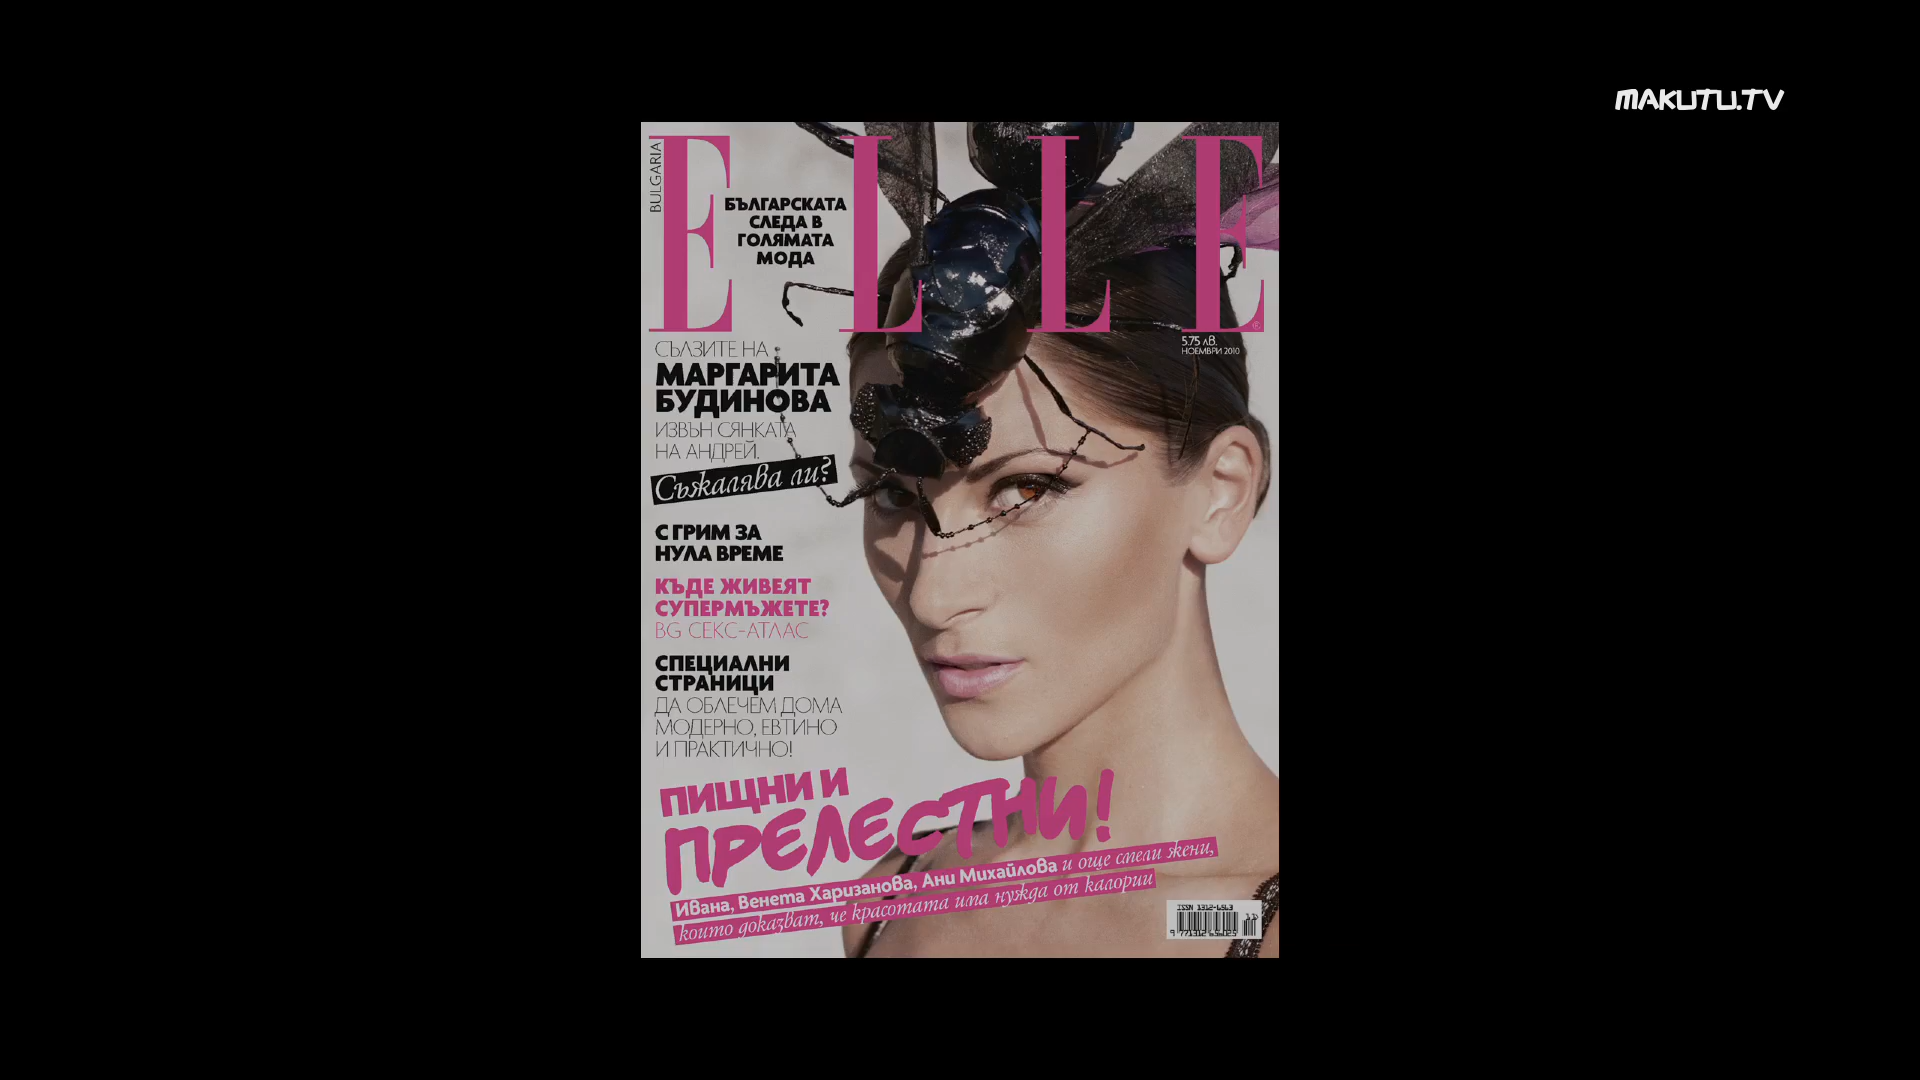 MAKUTU.TV
BULGARIA
ELLE
БЪЛГАРСКАТА
СЛЕДА В
ГОЛЯМАТА
МОДА
5.75 ЛВ.
НОЕМВРИ 2010
СЪЛЗИТЕ НА
МАРГАРИТА
БУДИНОВА
ИЗВЪН СЯНКАТА
НА АНДРЕЙ.
Съжалява ли?
С ГРИМ ЗА
НУЛА ВРЕМЕ
КЪДЕ ЖИВЕЯТ
СУПЕРМЪЖЕТЕ?
BG СЕКС-АТЛАС
СПЕЦИАЛНИ
СТРАНИЦИ
ДА ОБЛЕЧЕМ ДОМА
МОДЕРНО, ЕВТИНО
И ПРАКТИЧНО!
ПИЩНИ И
ПРЕЛЕСТНИ!
Ивана, Венета Харизанова, Ани Михайлова и още смели жени,
които доказват, че красотата има нужда от калории